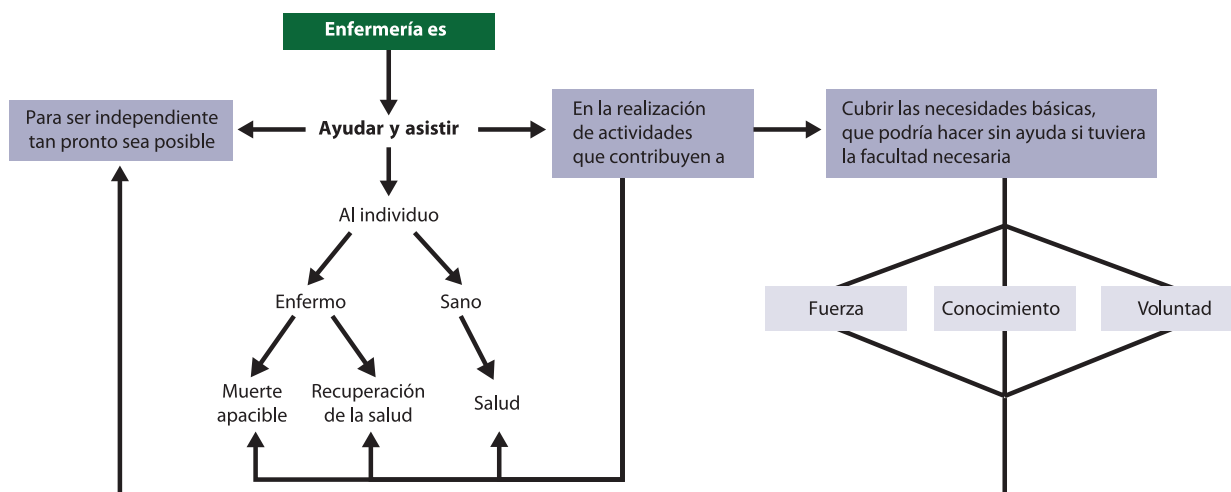 Enfermería es
Para ser independiente
tan pronto sea posible
Ayudar y asistir
En la realización
de actividades
que contribuyen a
Cubrir las necesidades básicas,
que podría hacer sin ayuda si tuviera
la facultad necesaria
Al individuo
Enfermo
Sano
Fuerza
Conocimiento
Voluntad
Muerte
apacible
Recuperación
de la salud
Salud